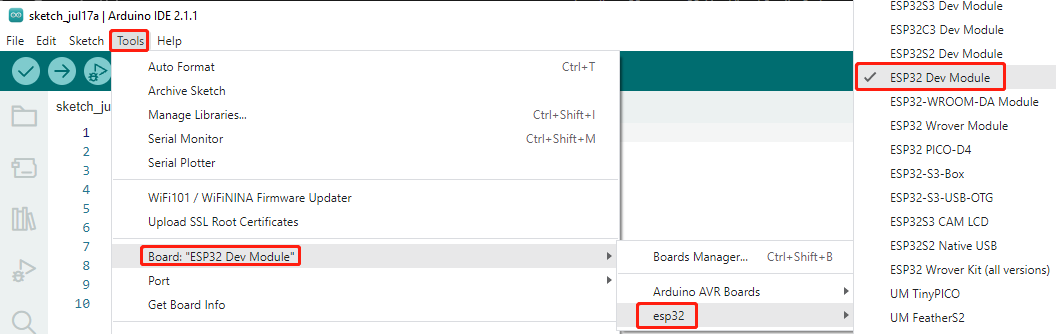 sketch_jul17a | Arduino IDE 2.1.1
File Edit Sketch Tools Help
Auto Format Ctrl+T
Archive Sketch
Manage Libraries... Ctrl+Shift+I
Serial Monitor Ctrl+Shift+M
Serial Plotter
WiFi101 / WiFiNINA Firmware Updater
Upload SSL Root Certificates
Board: "ESP32 Dev Module"
Port
Get Board Info
sketch_ju
1
2
3
4
5
6
7
8
9
10
Boards Manager... Ctrl+Shift+B
Arduino AVR Boards
esp32
ESP32S3 Dev Module
ESP32C3 Dev Module
ESP32S2 Dev Module
ESP32 Dev Module
ESP32-WROOM-DA Module
ESP32 Wrover Module
ESP32 PICO-D4
ESP32-S3-Box
ESP32-S3-USB-OTG
ESP32S3 CAM LCD
ESP32S2 Native USB
ESP32 Wrover Kit (all versions)
UM TinyPICO
UM FeatherS2